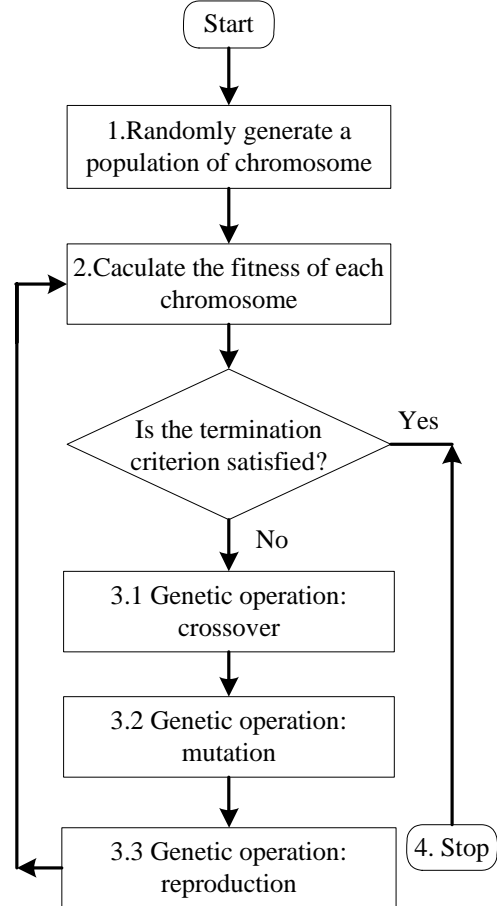 Start
1.Randomly generate a
population of chromosome
2.Caculate the fitness of each
chromosome
Is the termination
criterion satisfied?
Yes
No
3.1 Genetic operation:
crossover
3.2 Genetic operation:
mutation
3.3 Genetic operation:
reproduction
4. Stop